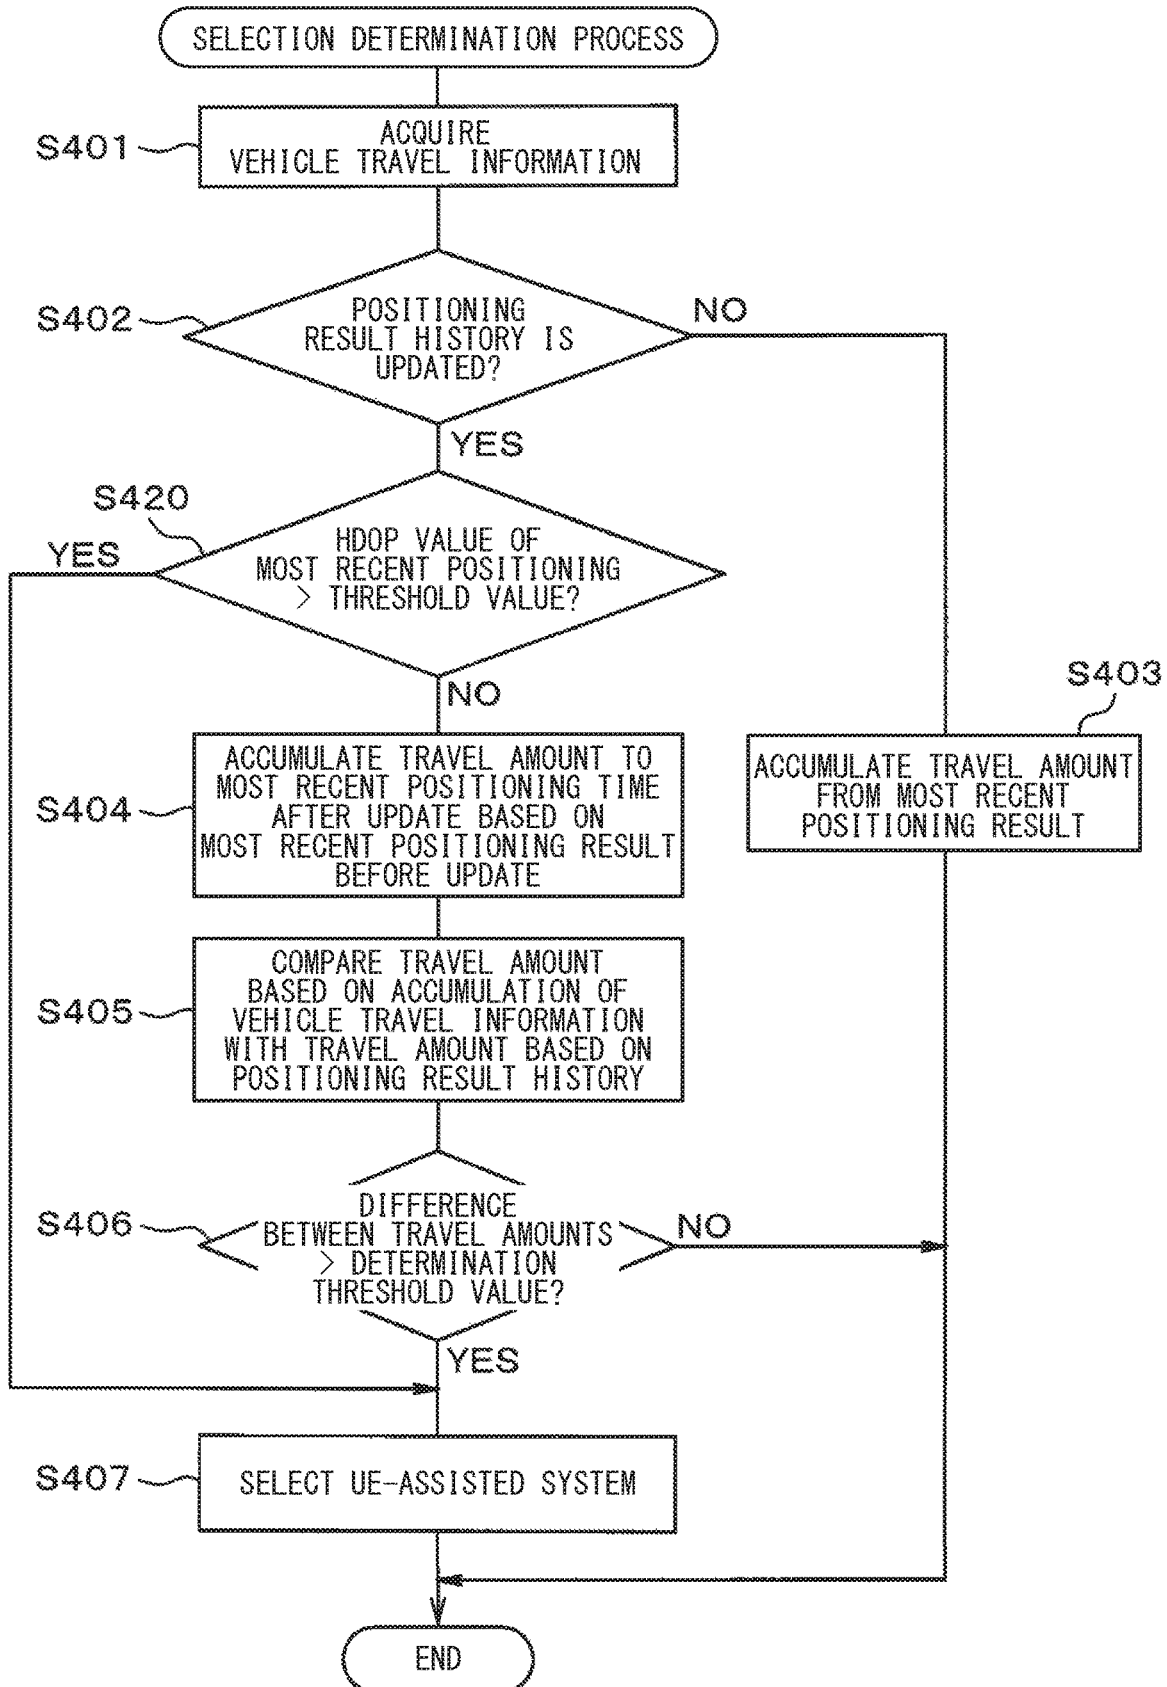 SELECTION DETERMINATION PROCESS
S401
ACQUIRE
VEHICLE TRAVEL INFORMATION
S402
POSITIONING
RESULT HISTORY IS
UPDATED?
NO
YES
S420
YES
HDOP VALUE OF
MOST RECENT POSITIONING
> THRESHOLD VALUE?
NO
S403
ACCUMULATE TRAVEL AMOUNT
FROM MOST RECENT
POSITIONING RESULT
S404
ACCUMULATE TRAVEL AMOUNT TO
MOST RECENT POSITIONING TIME
AFTER UPDATE BASED ON
MOST RECENT POSITIONING RESULT
BEFORE UPDATE
S405
COMPARE TRAVEL AMOUNT
BASED ON ACCUMULATION OF
VEHICLE TRAVEL INFORMATION
WITH TRAVEL AMOUNT BASED ON
POSITIONING RESULT HISTORY
S406
DIFFERENCE
BETWEEN TRAVEL AMOUNTS
> DETERMINATION
THRESHOLD VALUE?
NO
YES
S407
SELECT UE-ASSISTED SYSTEM
END